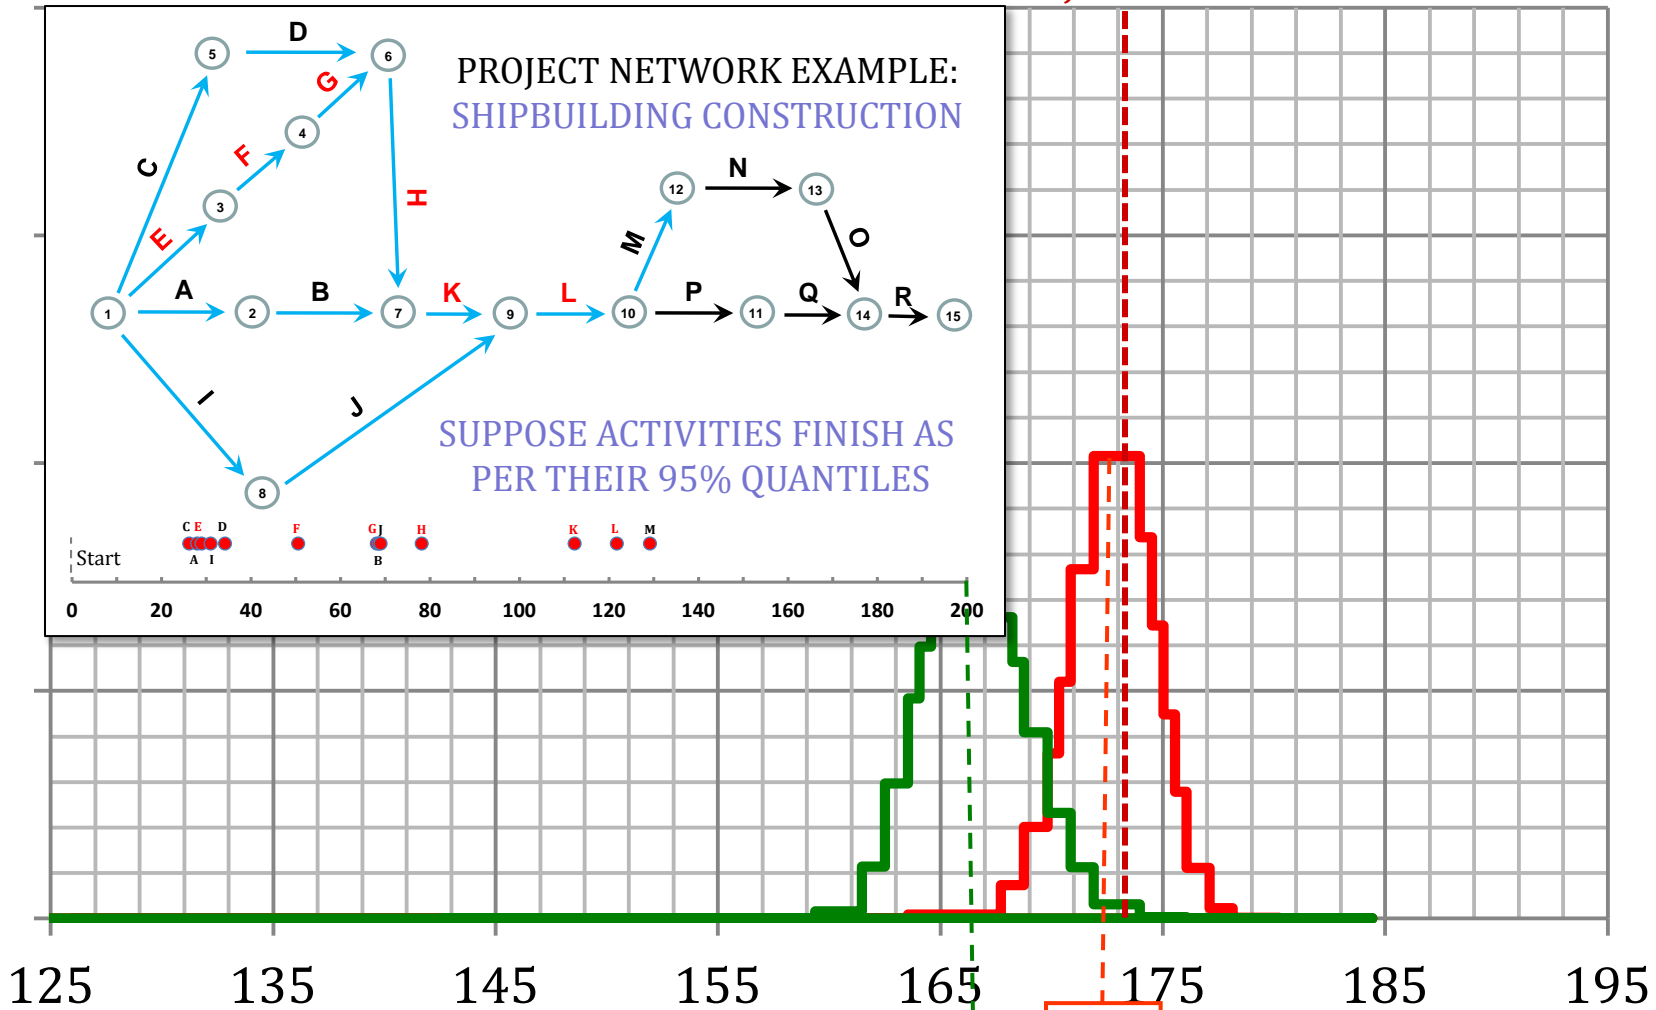 PROJECT NETWORK EXAMPLE:
SHIPBUILDING CONSTRUCTION
D
5
6
G
4
C
F
H
N
12
13
3
E
M
O
A
B
K
L
P
Q
R
1
2
7
9
10
11
14
15
I
J
8
SUPPOSE ACTIVITIES FINISH AS
PER THEIR 95% QUANTILES
C E D F G J H K L M
A I B
Start
0 20 40 60 80 100 120 140 160 180 200
125 135 145 155 165 175 185 195